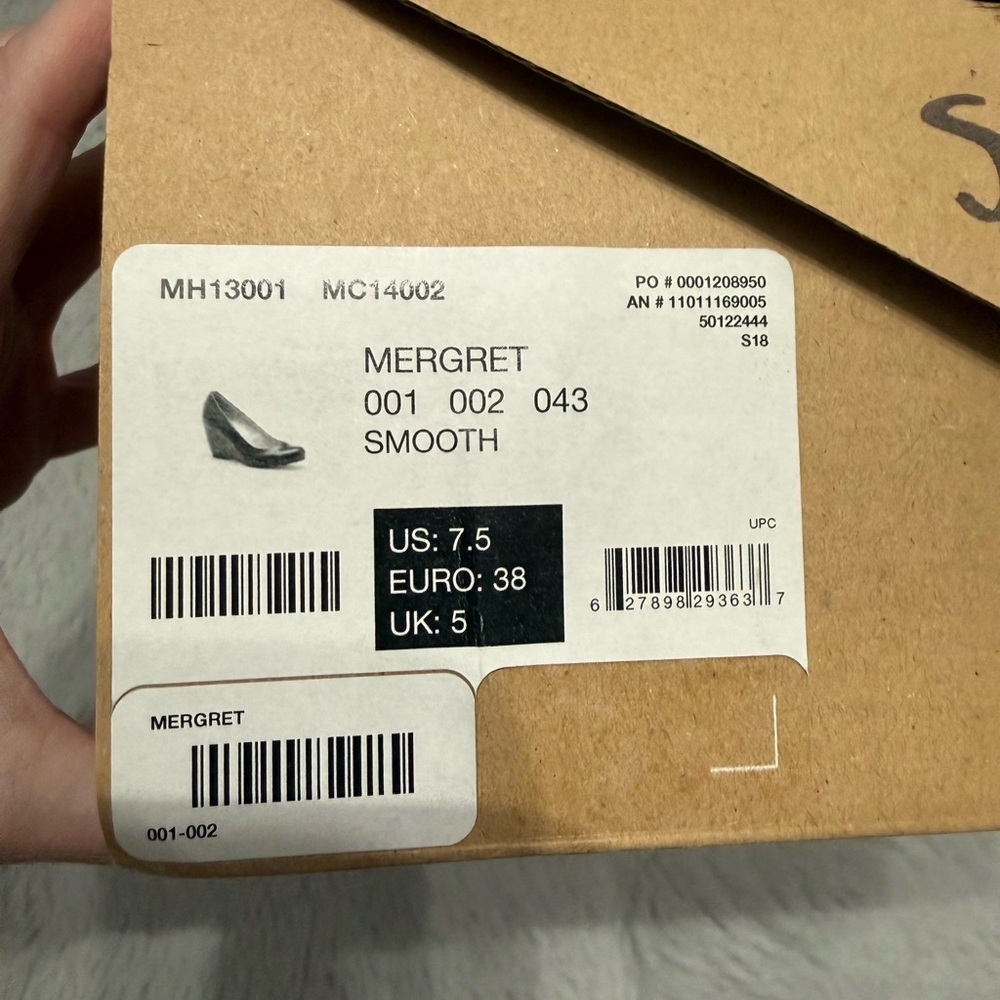 MH13001 MC14002
PO # 0001208950
AN # 11011169005
50122444
S18
MERGRET
001 002 043
SMOOTH
US: 7.5
EURO: 38
UK: 5
UPC
6 27898 29363 7
MERGRET
001-002